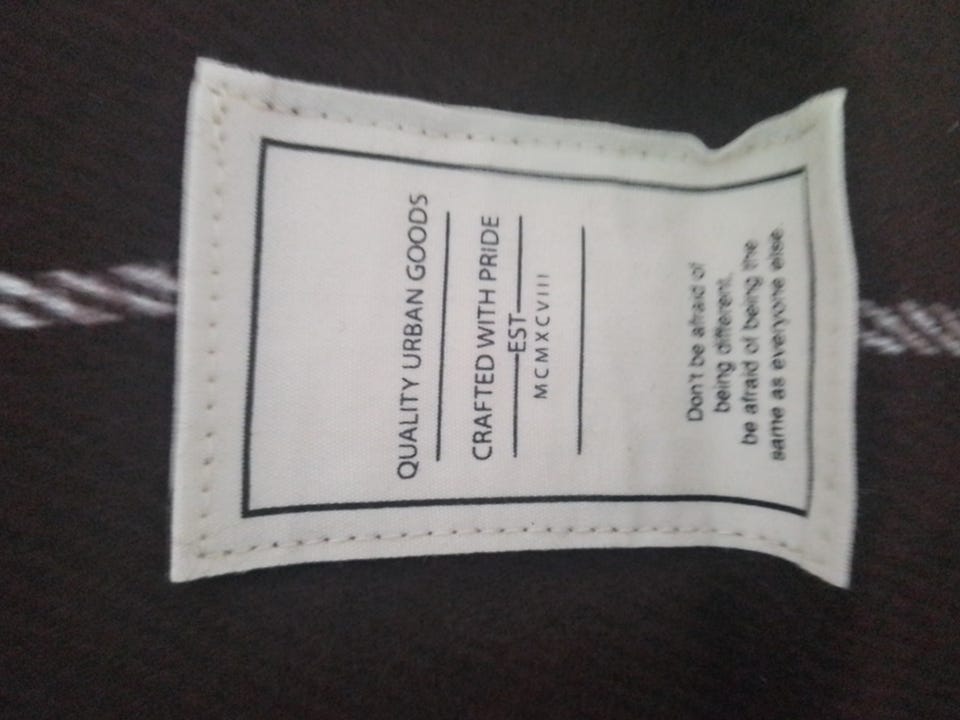 QUALITY URBAN GOODS
CRAFTED WITH PRIDE
EST
MCMXCVIII
Don't be afraid of
being different,
be afraid of being the
same as everyone else.